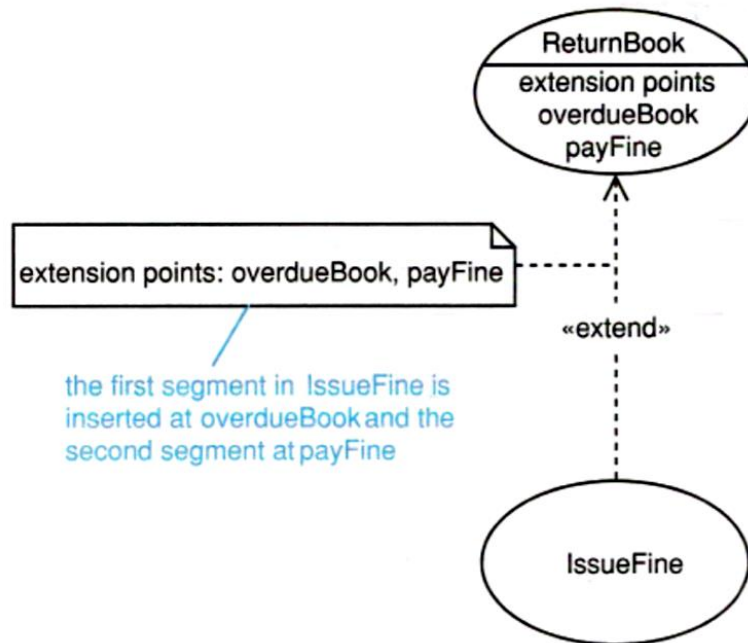 ReturnBook
extension points
overdueBook
payFine
extension points: overdueBook, payFine
«extend»
the first segment in IssueFine is
inserted at overdueBook and the
second segment at payFine
IssueFine